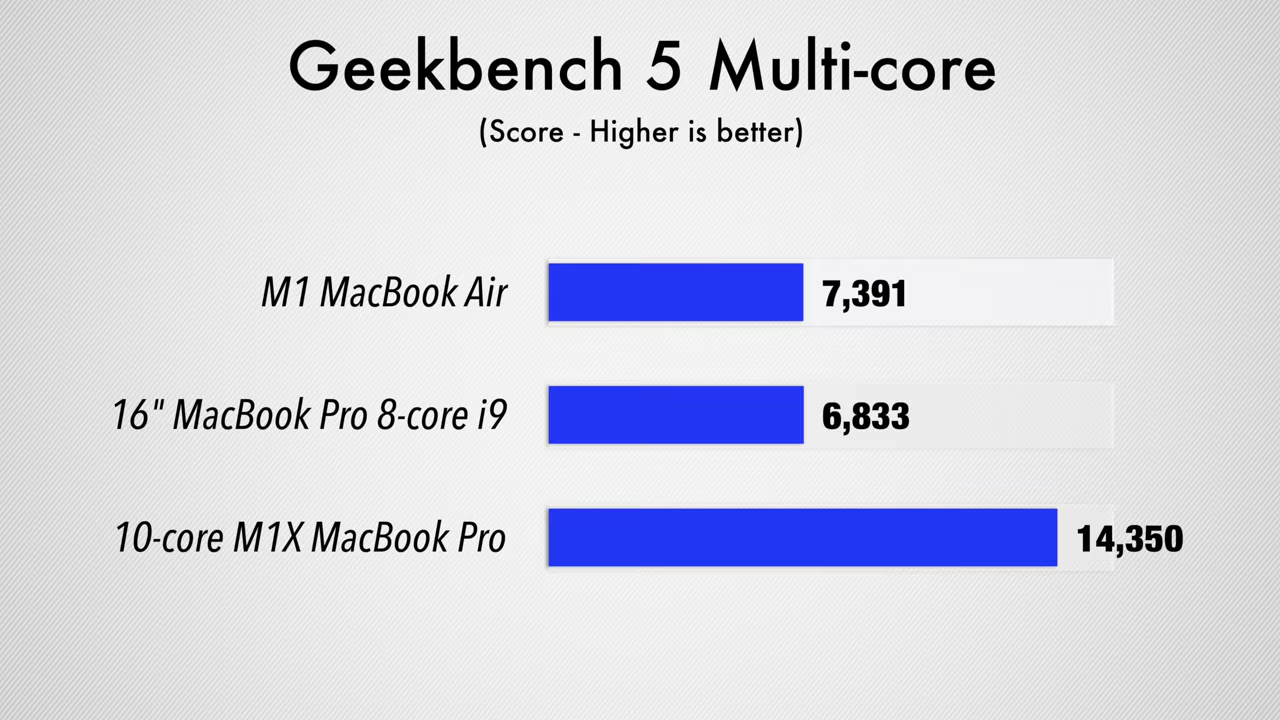 Geekbench 5 Multi-core
(Score - Higher is better)
M1 MacBook Air 7,391
16" MacBook Pro 8-core i9 6,833
10-core M1X MacBook Pro 14,350